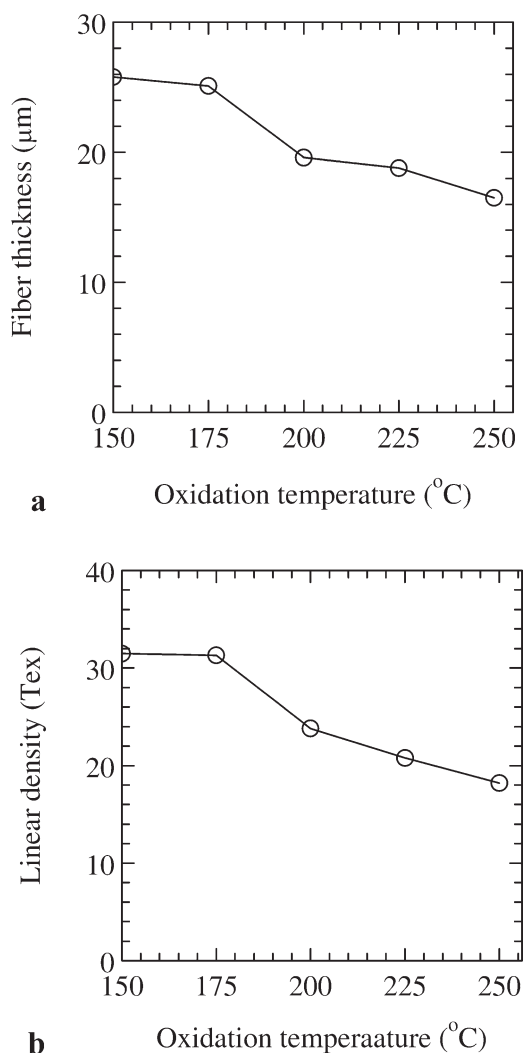 30
20
10
0
Fiber thickness (μm)
150 175 200 225 250
a Oxidation temperature (°C)
40
30
20
10
0
Linear density (Tex)
150 175 200 225 250
b Oxidation temperaature (°C)